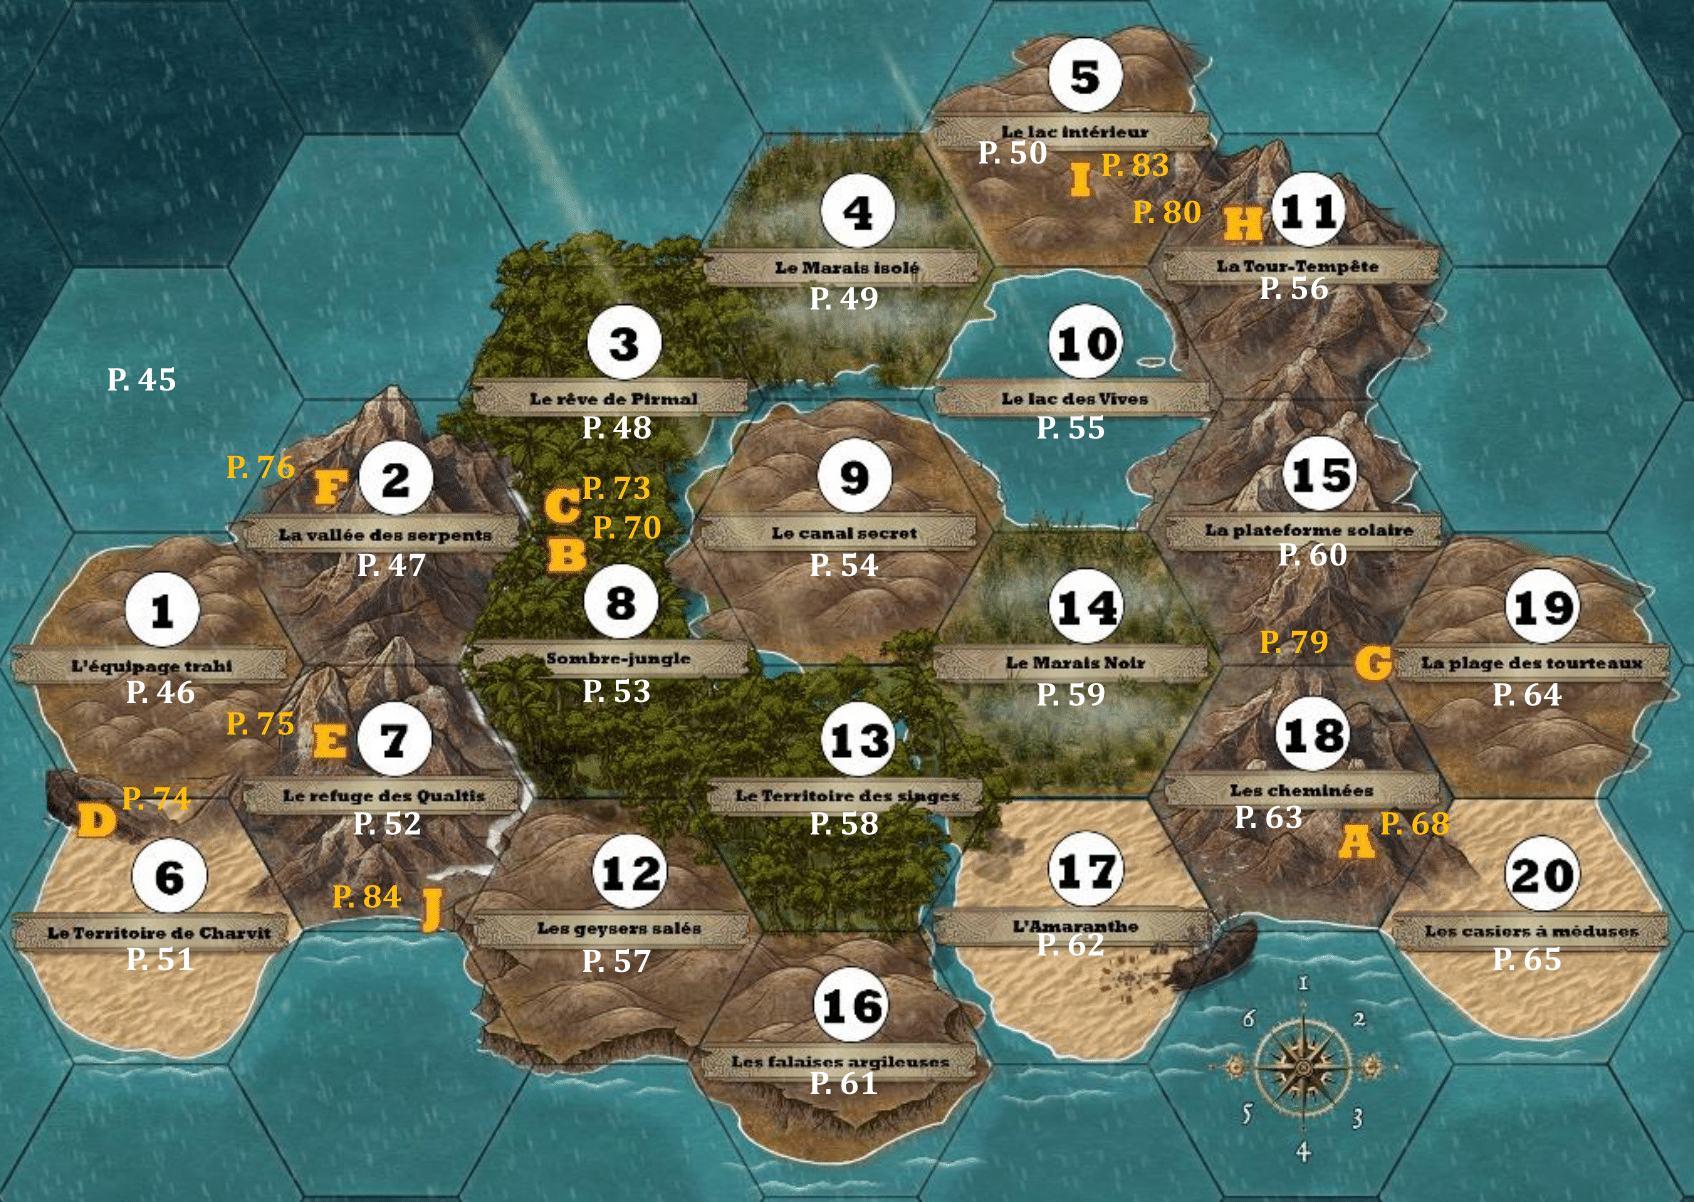 5
Le lac intérieur
P. 50
I
P. 83
P. 80
H
11
La Tour-Tempête
P. 56
4
Le Marais isolé
P. 49
3
Le rêve de Pirmal
P. 48
10
Le lac des Vives
P. 55
P. 45
P. 76
F
2
La vallée des serpents
P. 47
C
P. 73
P. 70
B
9
Le canal secret
P. 54
15
La plateforme solaire
P. 60
1
L'équipage trahi
P. 46
8
Sombre-jungle
P. 53
14
Le Marais Noir
P. 59
P. 79
G
19
La plage des tourteaux
P. 64
P. 75
E
7
Le refuge des Qualtis
P. 52
13
Le Territoire des singes
P. 58
18
Les cheminées
P. 63
A
P. 68
D
P. 74
6
Le Territoire de Charvit
P. 51
P. 84
J
12
Les geysers salés
P. 57
17
L'Amaranthe
P. 62
20
Les casiers à méduses
P. 65
16
Les falaises argileuses
P. 61
1
6
2
5
3
4